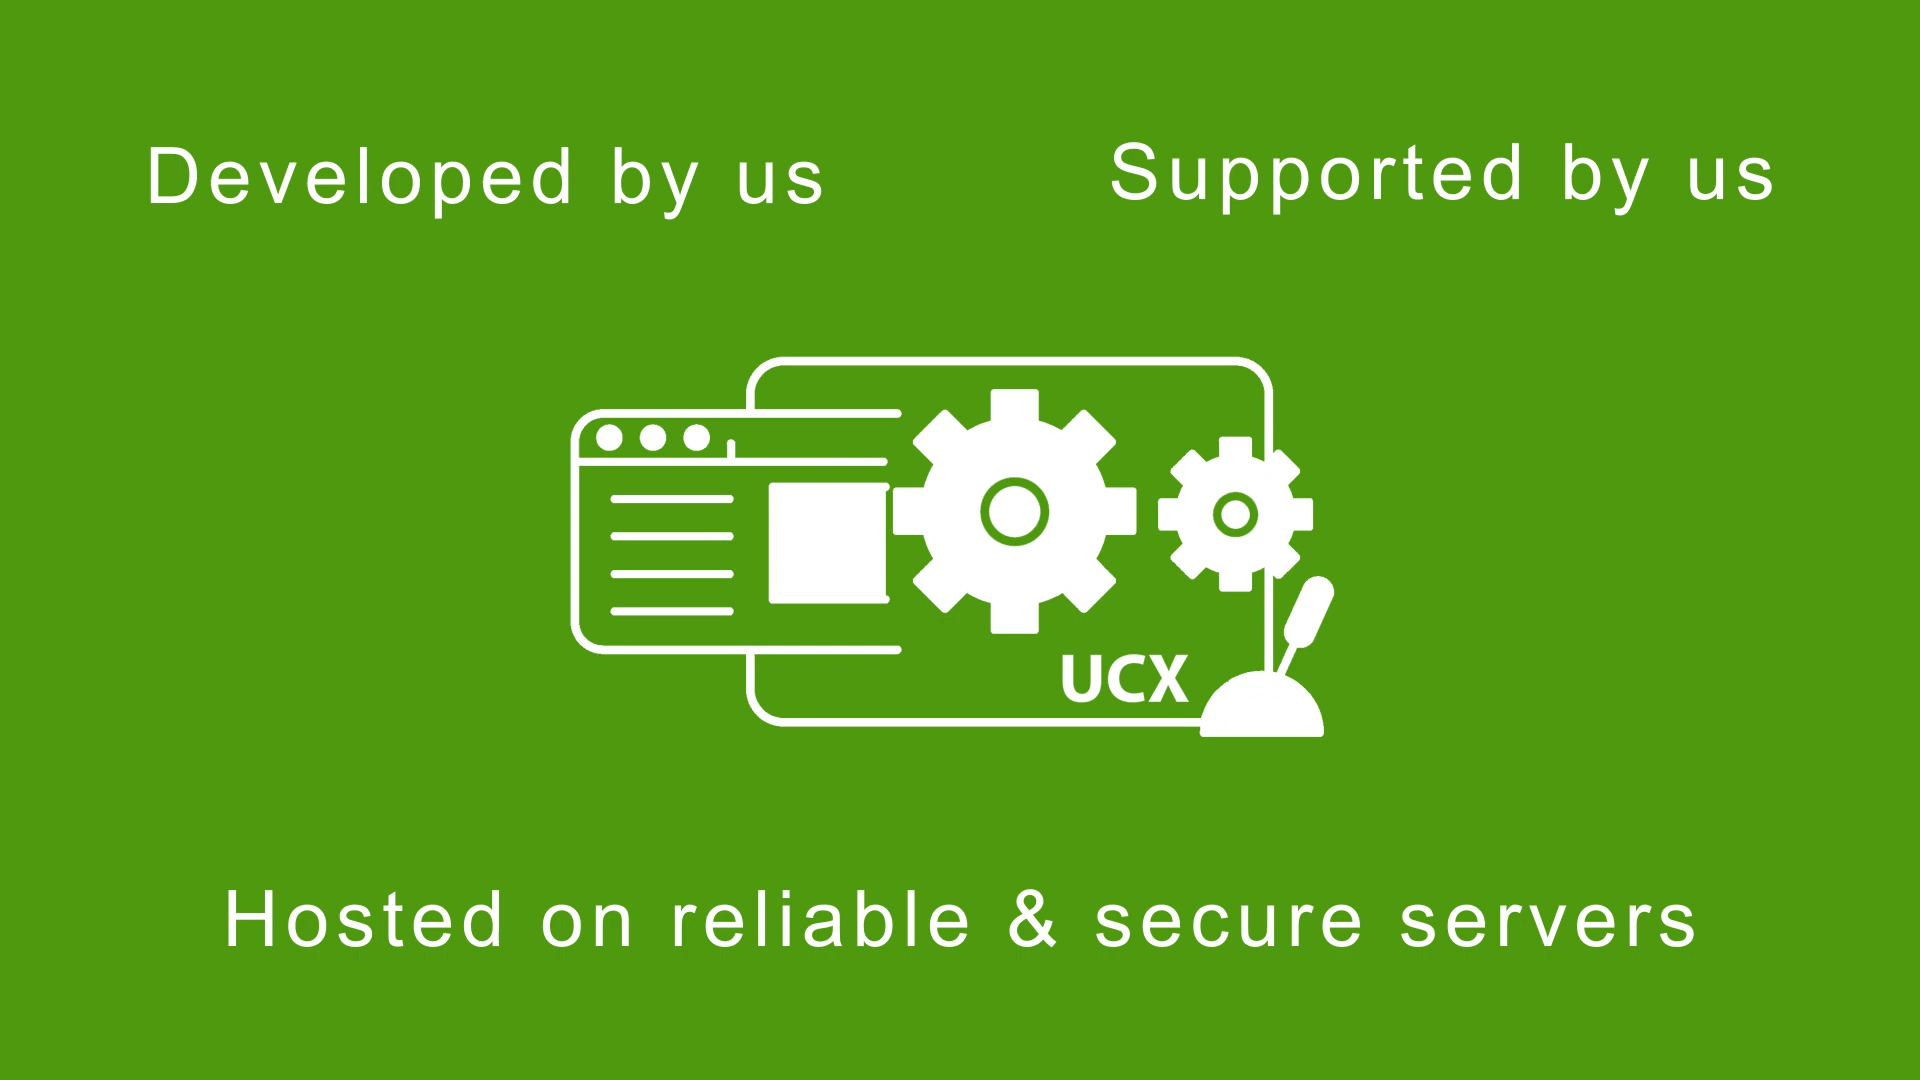 Developed by us
Supported by us
UCX
Hosted on reliable & secure servers